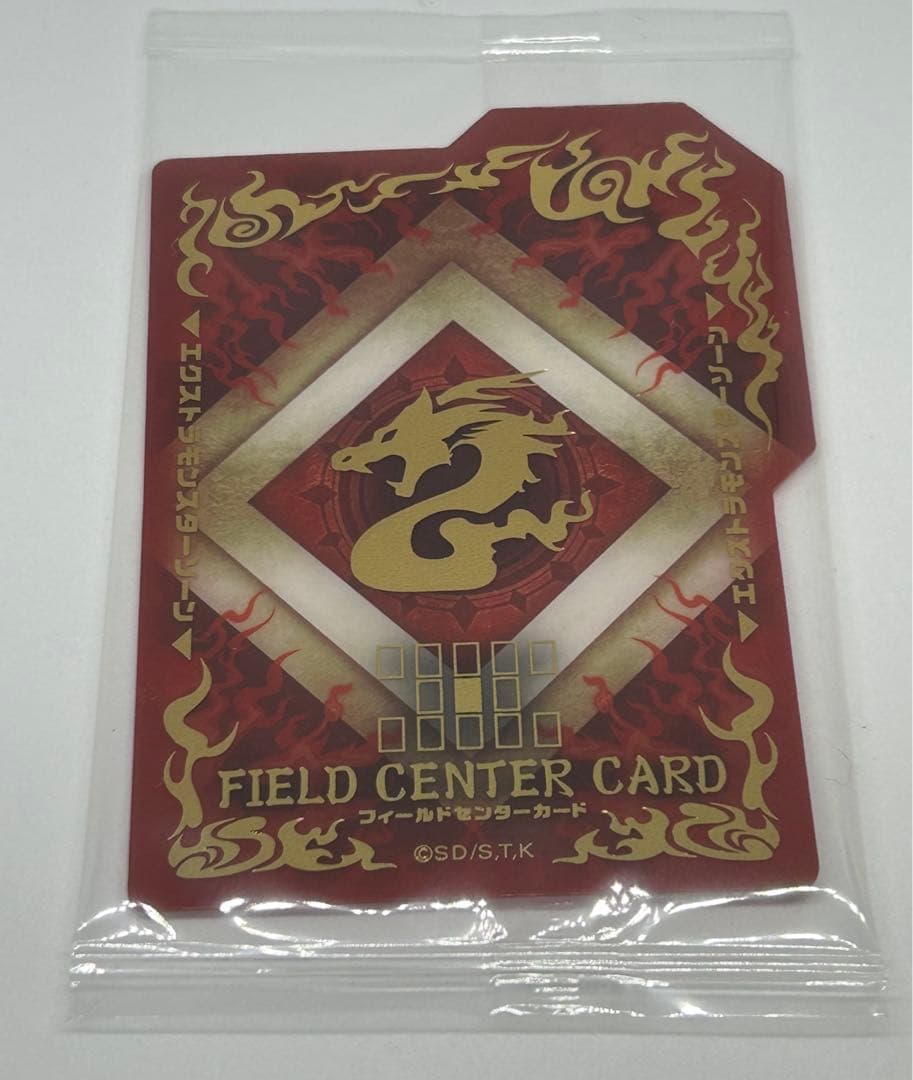 ▼エクストラモンスターゾーン▼
▼エクストラモンスターゾーン▼
FIELD CENTER CARD
フィールドセンターカード
©SD/S,T,K